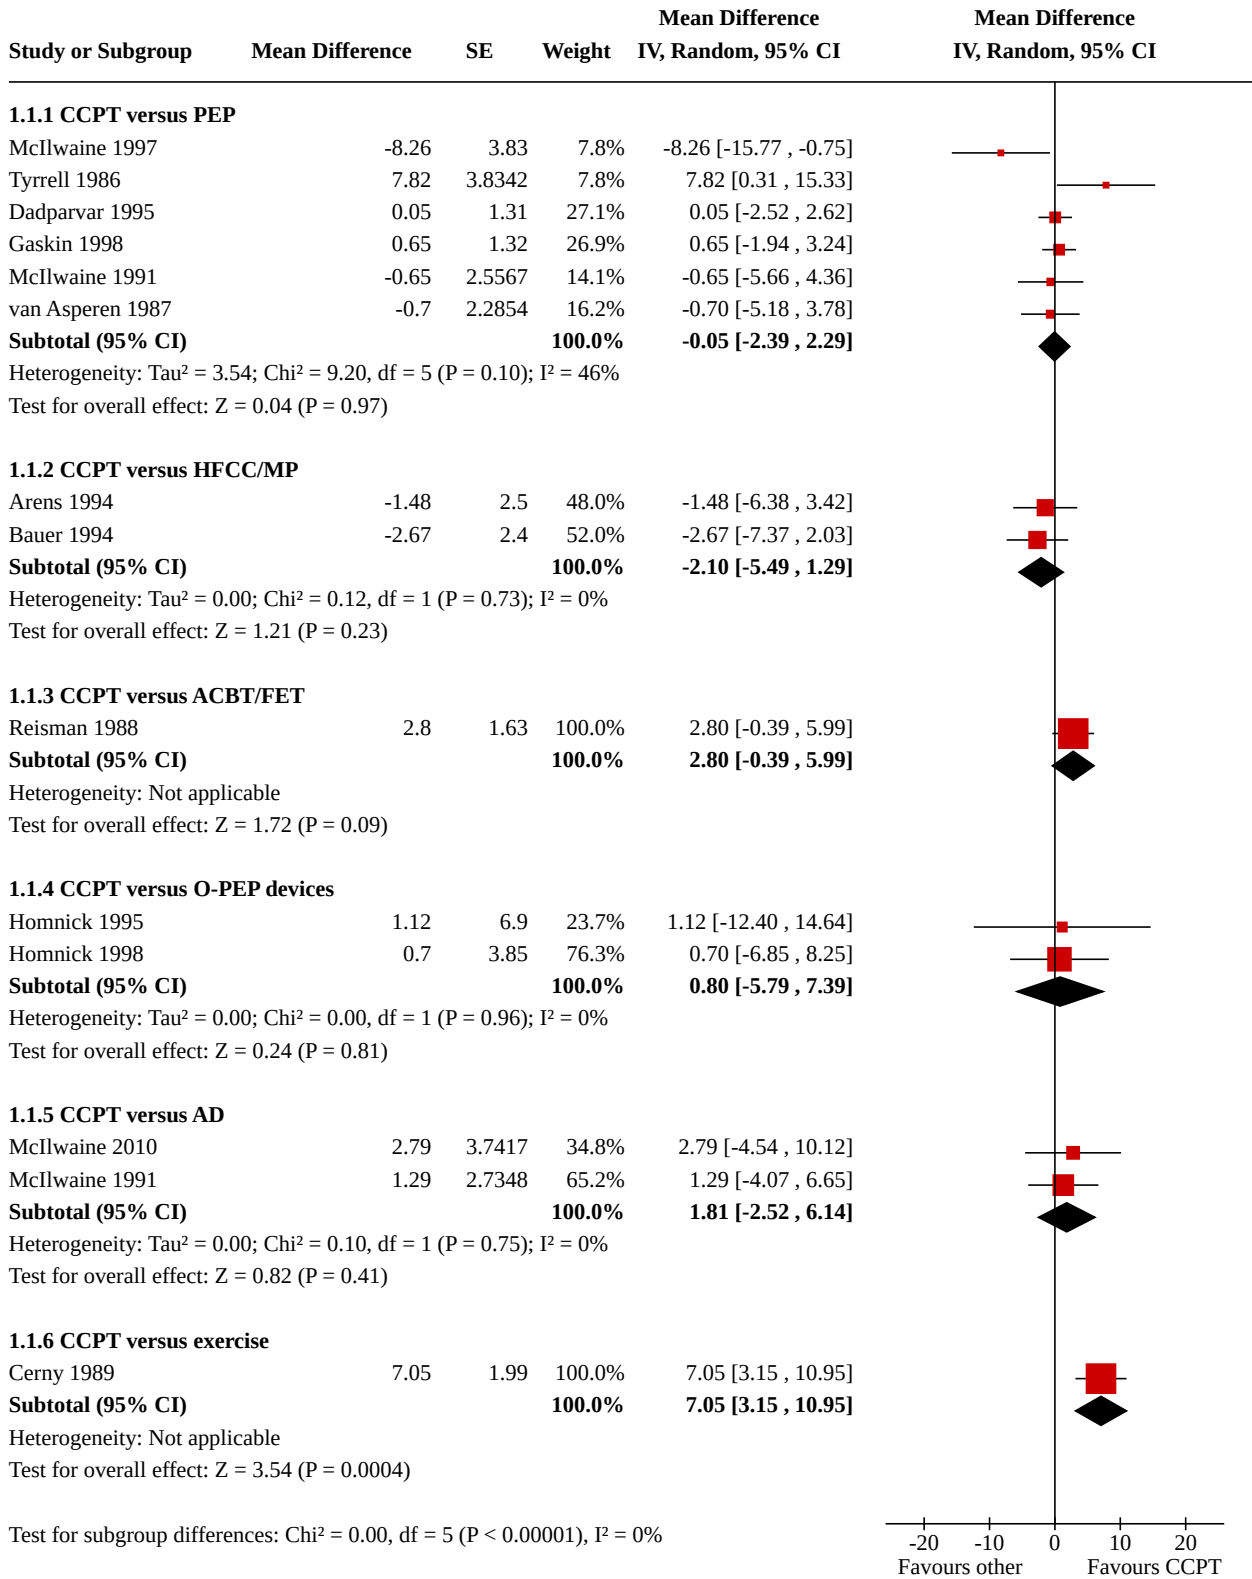 Mean Difference Mean Difference
Study or Subgroup Mean Difference SE Weight IV, Random, 95% CI IV, Random, 95% CI
1.1.1 CCPT versus PEP
McIlwaine 1997 -8.26 3.83 7.8% -8.26 [-15.77 , -0.75]
Tyrrell 1986 7.82 3.8342 7.8% 7.82 [0.31 , 15.33]
Dadparvar 1995 0.05 1.31 27.1% 0.05 [-2.52 , 2.62]
Gaskin 1998 0.65 1.32 26.9% 0.65 [-1.94 , 3.24]
McIlwaine 1991 -0.65 2.5567 14.1% -0.65 [-5.66 , 4.36]
van Asperen 1987 -0.7 2.2854 16.2% -0.70 [-5.18 , 3.78]
Subtotal (95% CI) 100.0% -0.05 [-2.39 , 2.29]
Heterogeneity: Tau² = 3.54; Chi² = 9.20, df = 5 (P = 0.10); I² = 46%
Test for overall effect: Z = 0.04 (P = 0.97)
1.1.2 CCPT versus HFCC/MP
Arens 1994 -1.48 2.5 48.0% -1.48 [-6.38 , 3.42]
Bauer 1994 -2.67 2.4 52.0% -2.67 [-7.37 , 2.03]
Subtotal (95% CI) 100.0% -2.10 [-5.49 , 1.29]
Heterogeneity: Tau² = 0.00; Chi² = 0.12, df = 1 (P = 0.73); I² = 0%
Test for overall effect: Z = 1.21 (P = 0.23)
1.1.3 CCPT versus ACBT/FET
Reisman 1988 2.8 1.63 100.0% 2.80 [-0.39 , 5.99]
Subtotal (95% CI) 100.0% 2.80 [-0.39 , 5.99]
Heterogeneity: Not applicable
Test for overall effect: Z = 1.72 (P = 0.09)
1.1.4 CCPT versus O-PEP devices
Homnick 1995 1.12 6.9 23.7% 1.12 [-12.40 , 14.64]
Homnick 1998 0.7 3.85 76.3% 0.70 [-6.85 , 8.25]
Subtotal (95% CI) 100.0% 0.80 [-5.79 , 7.39]
Heterogeneity: Tau² = 0.00; Chi² = 0.00, df = 1 (P = 0.96); I² = 0%
Test for overall effect: Z = 0.24 (P = 0.81)
1.1.5 CCPT versus AD
McIlwaine 2010 2.79 3.7417 34.8% 2.79 [-4.54 , 10.12]
McIlwaine 1991 1.29 2.7348 65.2% 1.29 [-4.07 , 6.65]
Subtotal (95% CI) 100.0% 1.81 [-2.52 , 6.14]
Heterogeneity: Tau² = 0.00; Chi² = 0.10, df = 1 (P = 0.75); I² = 0%
Test for overall effect: Z = 0.82 (P = 0.41)
1.1.6 CCPT versus exercise
Cerny 1989 7.05 1.99 100.0% 7.05 [3.15 , 10.95]
Subtotal (95% CI) 100.0% 7.05 [3.15 , 10.95]
Heterogeneity: Not applicable
Test for overall effect: Z = 3.54 (P = 0.0004)
Test for subgroup differences: Chi² = 0.00, df = 5 (P < 0.00001), I² = 0%
-20 -10 0 10 20
Favours other Favours CCPT